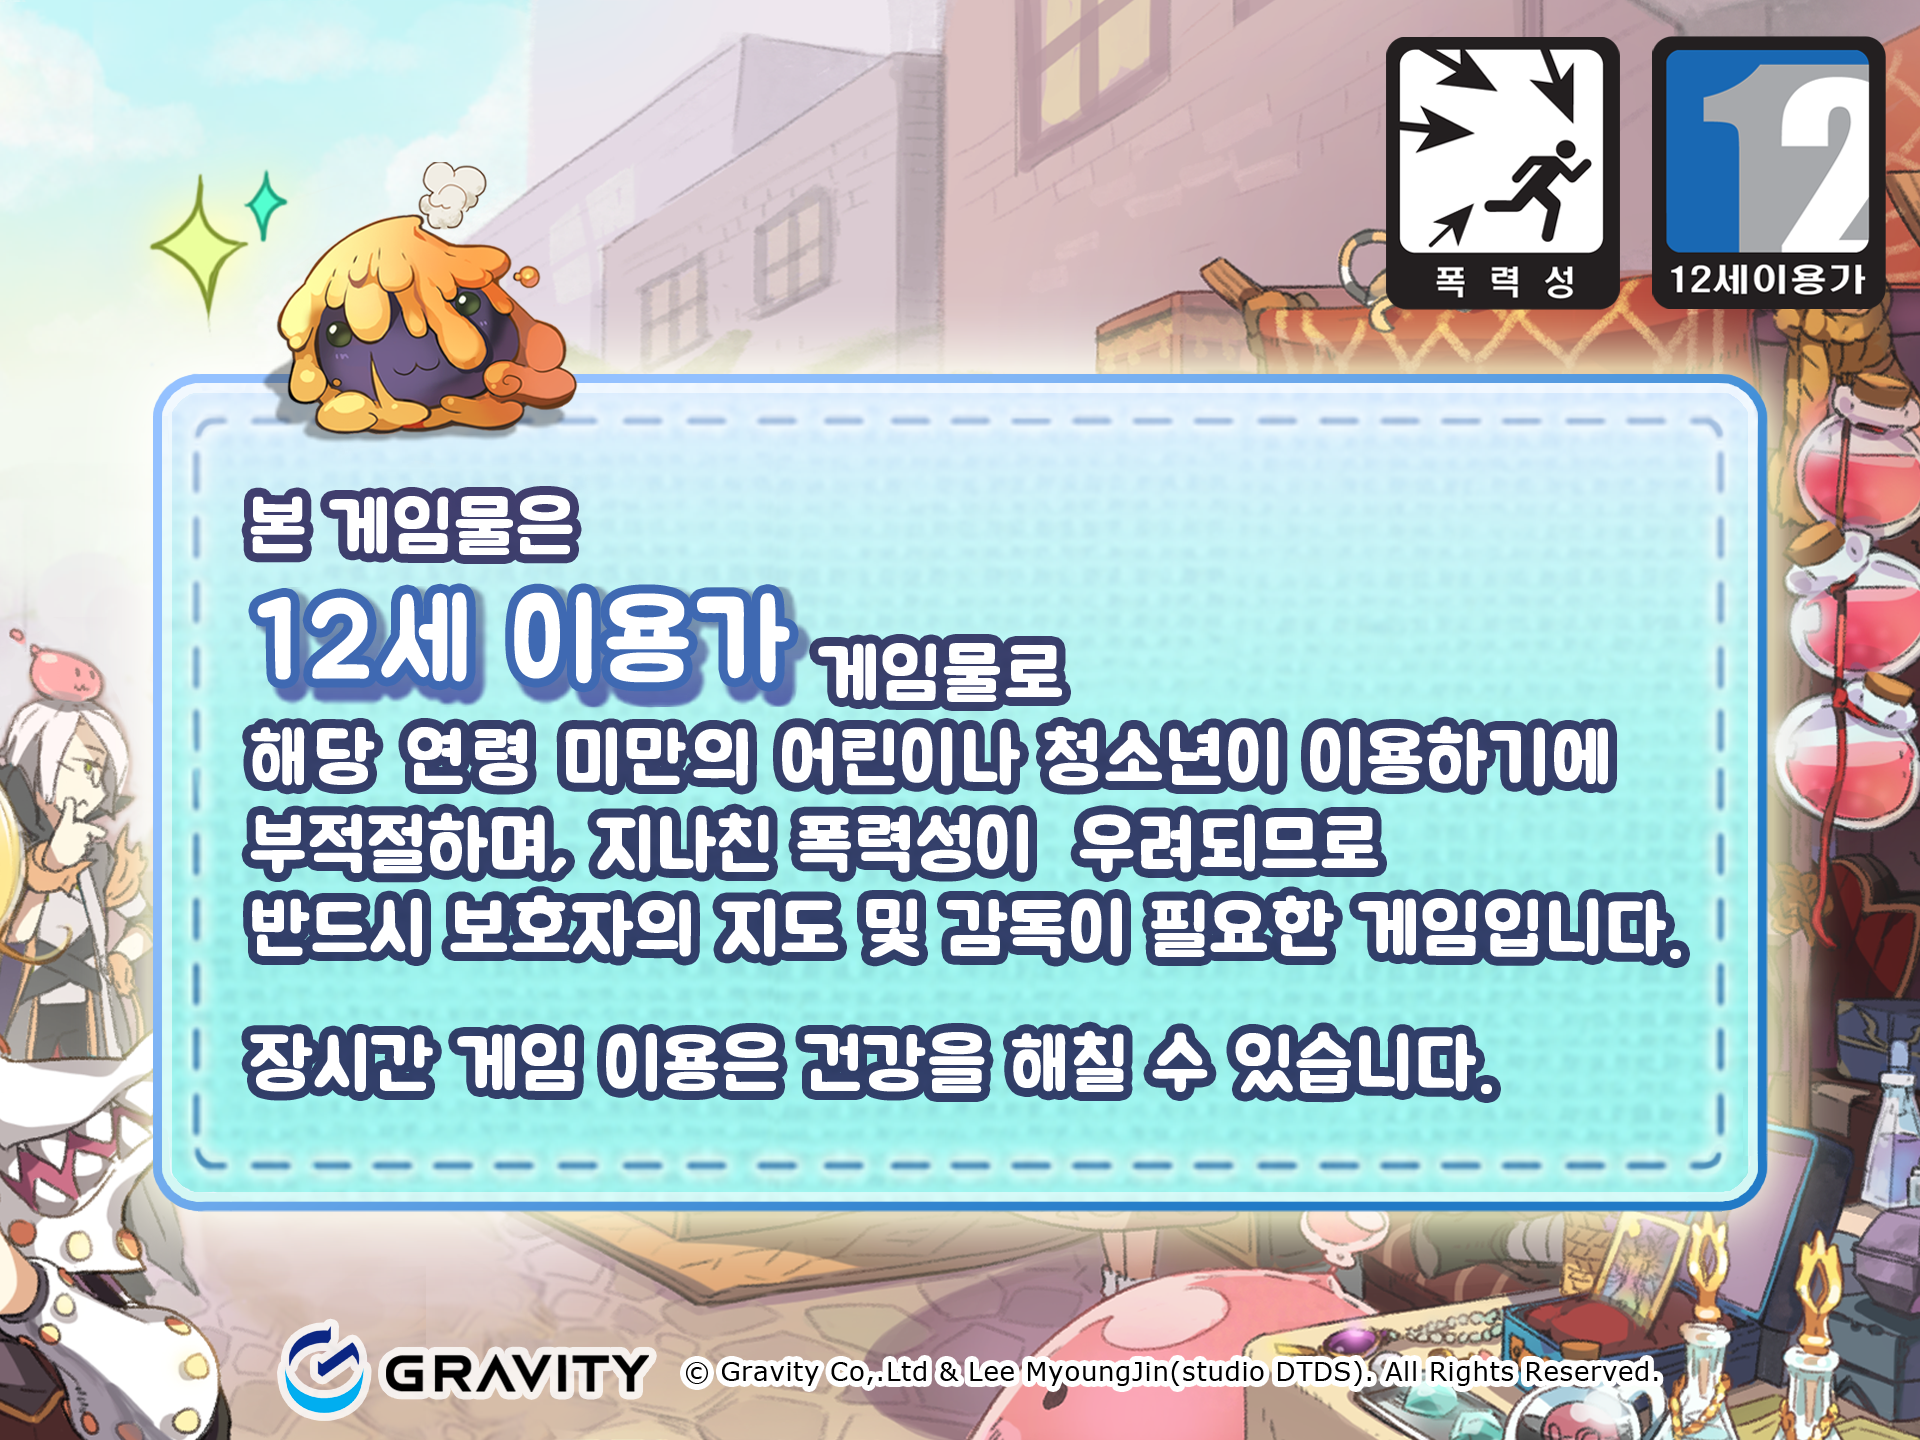 폭력성
12세이용가
본 게임물은
12세 이용가 게임물로
해당 연령 미만의 어린이나 청소년이 이용하기에
부적절하며, 지나친 폭력성이 우려되므로
반드시 보호자의 지도 및 감독이 필요한 게임입니다.
장시간 게임 이용은 건강을 해칠 수 있습니다.
GRAVITY © Gravity Co,.Ltd & Lee MyoungJin(studio DTDS). All Rights Reserved.